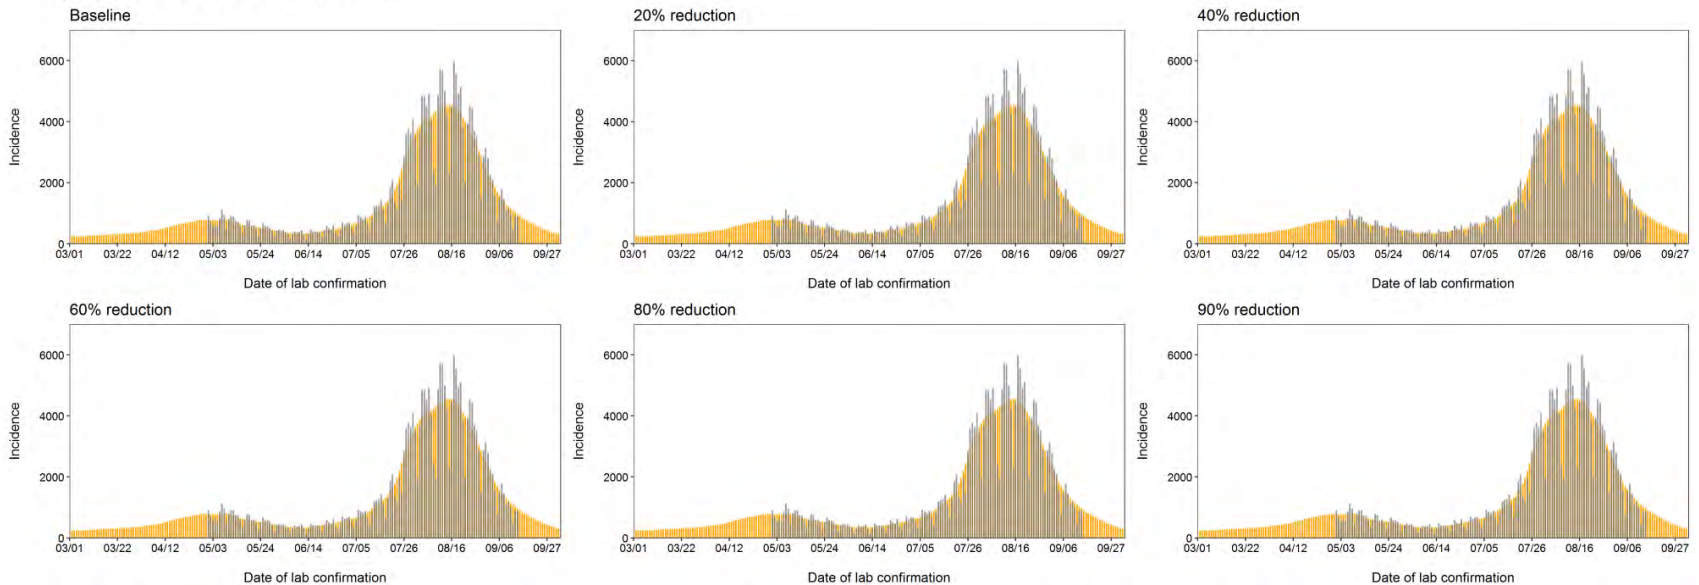 Baseline
20% reduction
40% reduction
6000
4000
2000
0
Incidence
03/01 03/22 04/12 05/03 05/24 06/14 07/05 07/26 08/16 09/06 09/27
Date of lab confirmation
6000
4000
2000
0
Incidence
03/01 03/22 04/12 05/03 05/24 06/14 07/05 07/26 08/16 09/06 09/27
Date of lab confirmation
6000
4000
2000
0
Incidence
03/01 03/22 04/12 05/03 05/24 06/14 07/05 07/26 08/16 09/06 09/27
Date of lab confirmation
60% reduction
80% reduction
90% reduction
6000
4000
2000
0
Incidence
03/01 03/22 04/12 05/03 05/24 06/14 07/05 07/26 08/16 09/06 09/27
Date of lab confirmation
6000
4000
2000
0
Incidence
03/01 03/22 04/12 05/03 05/24 06/14 07/05 07/26 08/16 09/06 09/27
Date of lab confirmation
6000
4000
2000
0
Incidence
03/01 03/22 04/12 05/03 05/24 06/14 07/05 07/26 08/16 09/06 09/27
Date of lab confirmation